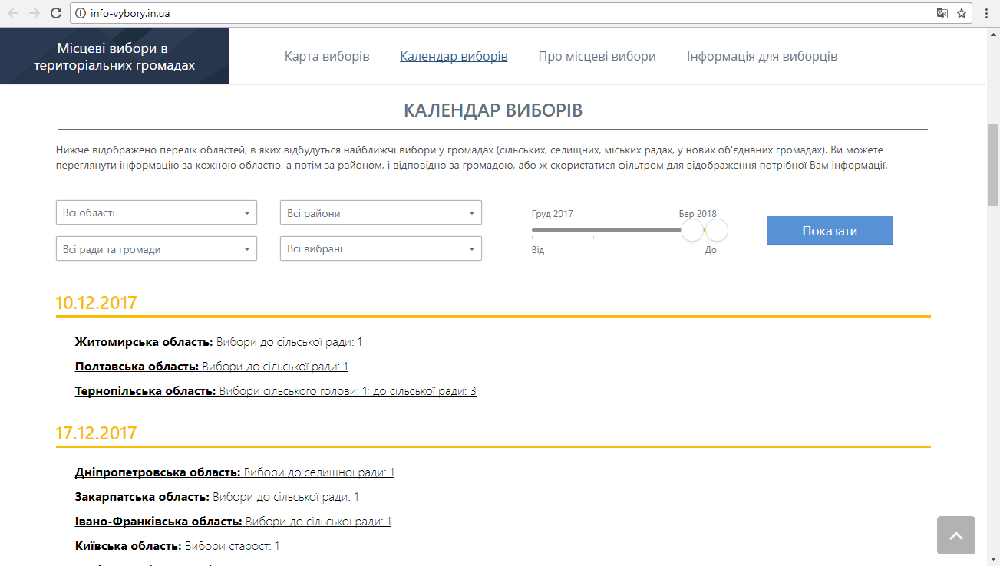 info-vybory.in.ua
Місцеві вибори в
територіальних громадах
Карта виборів Календар виборів Про місцеві вибори Інформація для виборців
КАЛЕНДАР ВИБОРІВ
Нижче відображено перелік областей, в яких відбудуться найближчі вибори у громадах (сільських, селищних, міських радах, у нових об'єднаних громадах). Ви можете
переглянути інформацію за кожною областю, а потім за районом, і відповідно за громадою, або ж скористатися фільтром для відображення потрібної Вам інформації.
Всі області Всі райони Груд 2017 Бер 2018
Показати
Всі ради та громади Всі вибрані Від До
10.12.2017
Житомирська область: Вибори до сільської ради: 1
Полтавська область: Вибори до сільської ради: 1
Тернопільська область: Вибори сільського голови: 1; до сільської ради: 3
17.12.2017
Дніпропетровська область: Вибори до селищної ради: 1
Закарпатська область: Вибори до сільської ради: 1
Івано-Франківська область: Вибори до сільської ради: 1
Київська область: Вибори старост: 1